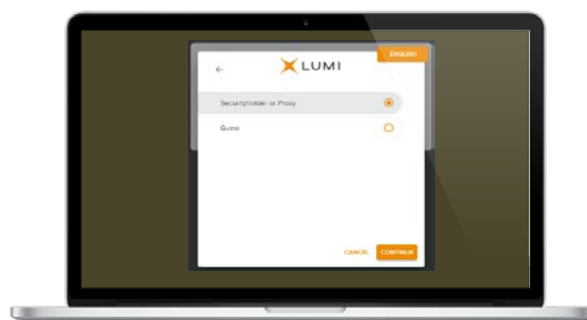 ENGLISH
LUMI
Securityholder or Proxy
Guest
CANCEL
CONTINUE